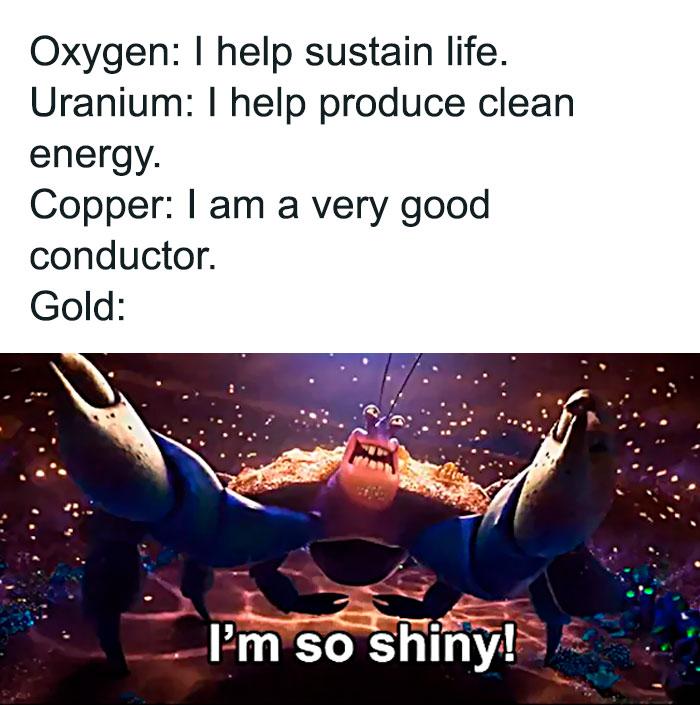 Oxygen: I help sustain life.
Uranium: I help produce clean
energy.
Copper: I am a very good
conductor.
Gold:
I'm so shiny!